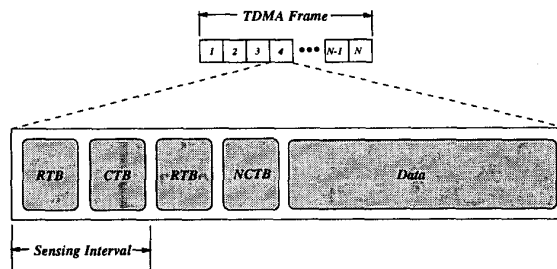 TDMA Frame
1 2 3 4 ••• N-1 N
RTB CTB RTB NCTB Data
Sensing Interval